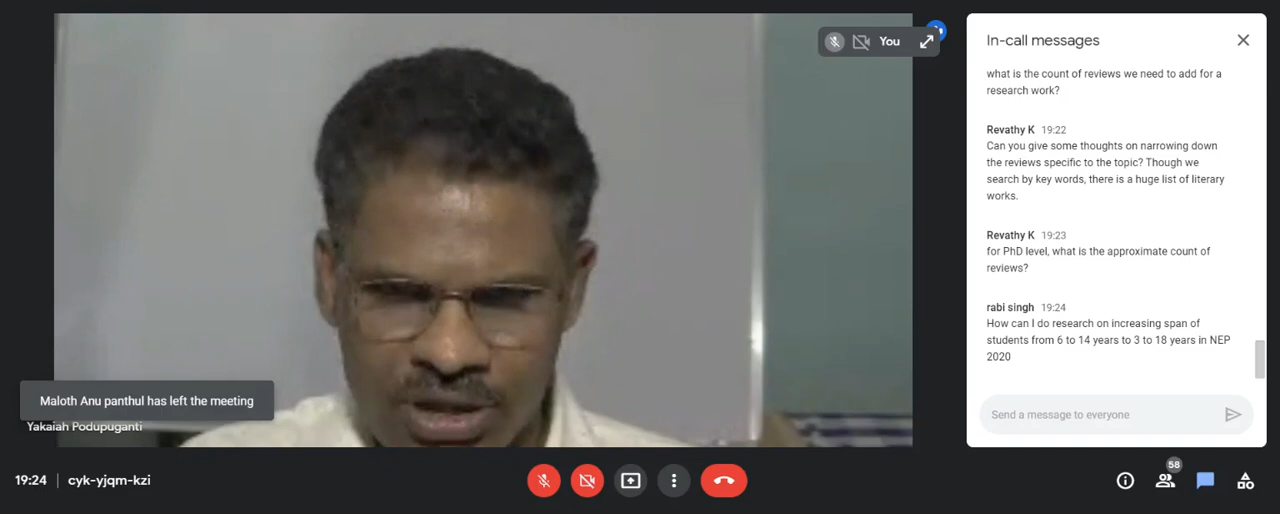 You
In-call messages
what is the count of reviews we need to add for a
research work?
Revathy K 19:22
Can you give some thoughts on narrowing down
the reviews specific to the topic? Though we
search by key words, there is a huge list of literary
works.
Revathy K 19:23
for PhD level, what is the approximate count of
reviews?
rabi singh 19:24
How can I do research on increasing span of
students from 6 to 14 years to 3 to 18 years in NEP
2020
Send a message to everyone
Maloth Anu panthul has left the meeting
Yakaiah Podupuganti
19:24 | cyk-yjqm-kzi
58